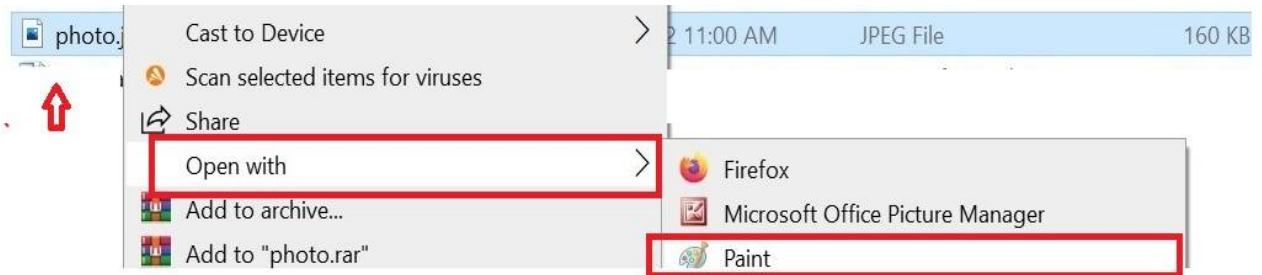 photo.j
Cast to Device
2 11:00 AM JPEG File 160 KB
Scan selected items for viruses
Share
Open with
Firefox
Add to archive...
Microsoft Office Picture Manager
Add to "photo.rar"
Paint